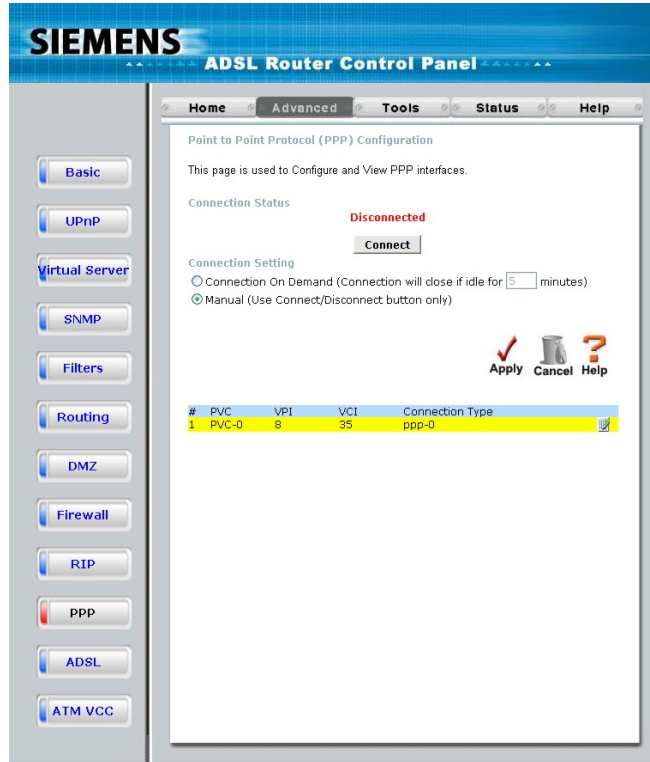 SIEMENS
ADSL Router Control Panel
Home Advanced Tools Status Help
Point to Point Protocol (PPP) Configuration
This page is used to Configure and View PPP interfaces.
Connection Status
Disconnected
Connect
Connection Setting
Connection On Demand (Connection will close if idle for 5 minutes)
Manual (Use Connect/Disconnect button only)
Apply Cancel Help
# PVC VPI VCI Connection Type
1 PVC-0 8 35 ppp-0
Basic
UPnP
Virtual Server
SNMP
Filters
Routing
DMZ
Firewall
RIP
PPP
ADSL
ATM VCC